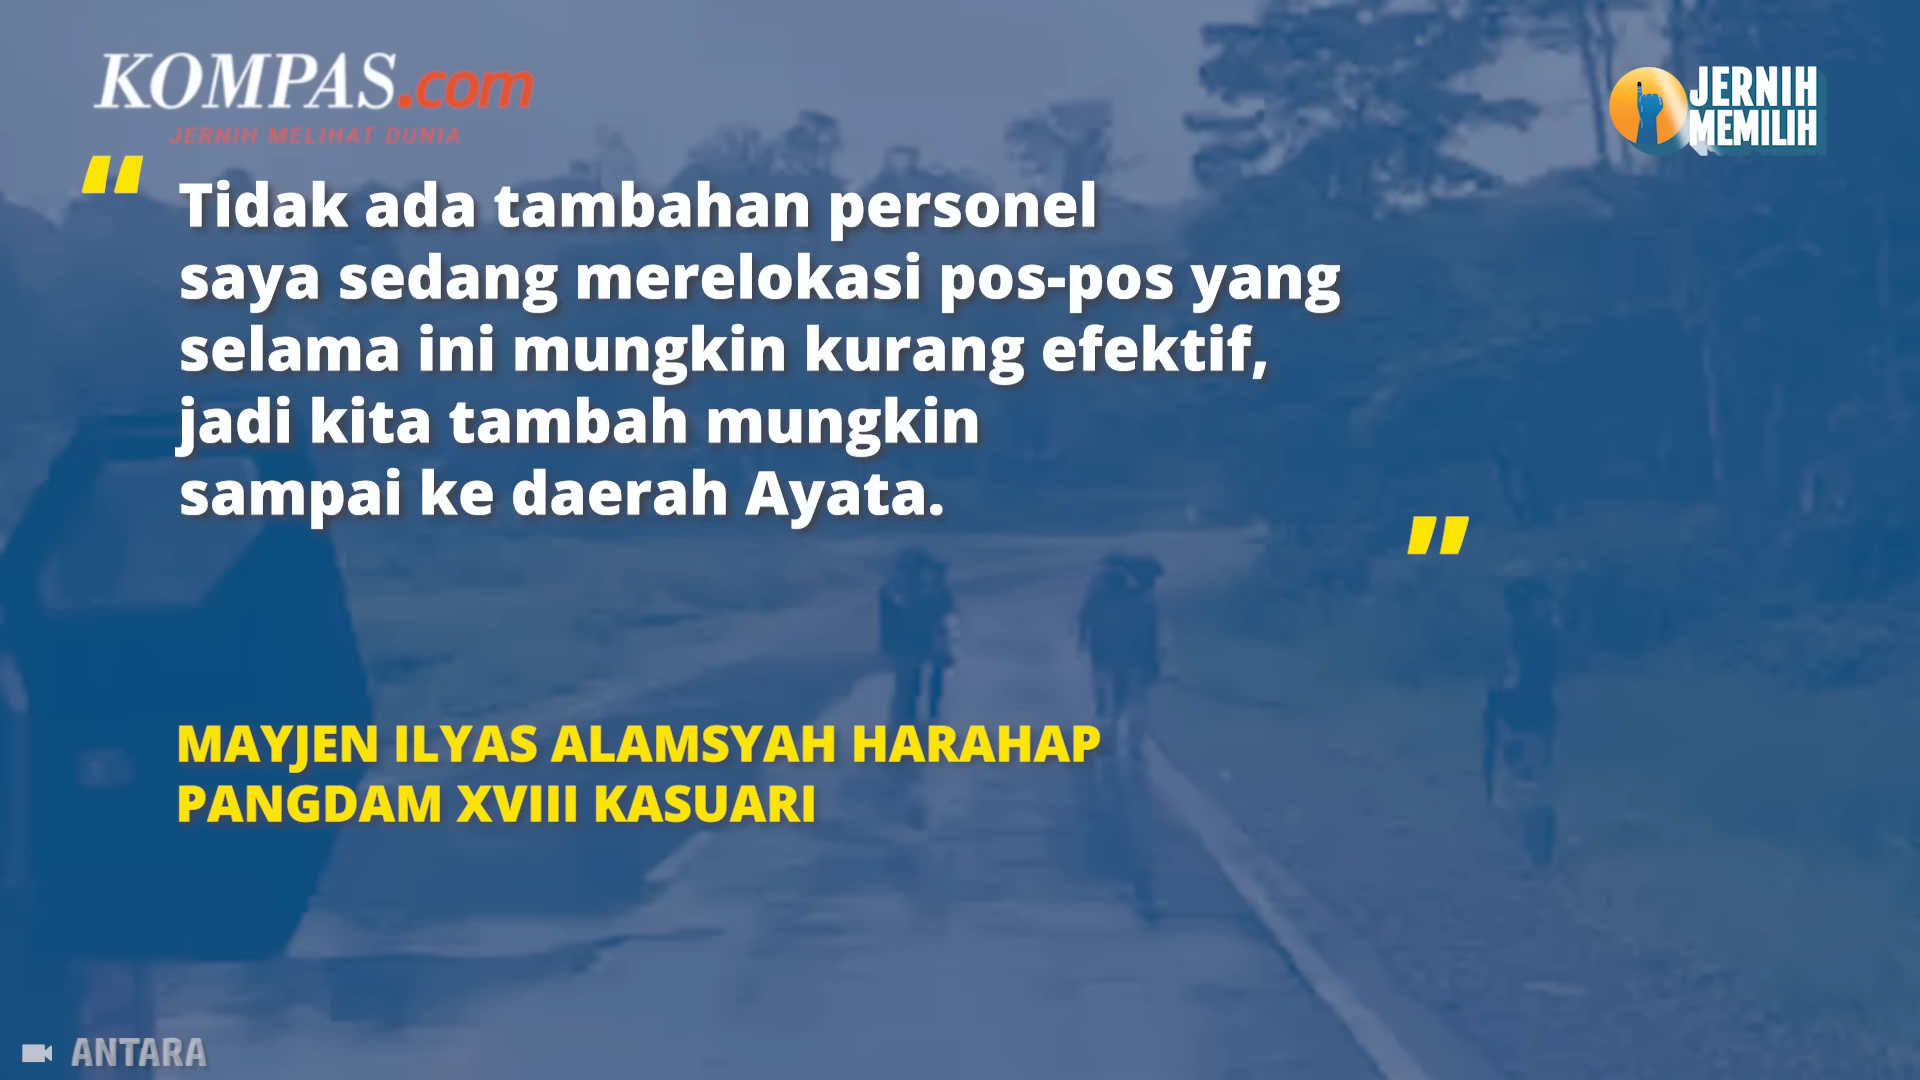 KOMPAS.com
JERNIH MELIHAT DUNIA
JERNIH
MEMILIH
“ Tidak ada tambahan personel
saya sedang merelokasi pos-pos yang
selama ini mungkin kurang efektif,
jadi kita tambah mungkin
sampai ke daerah Ayata.
”
MAYJEN ILYAS ALAMSYAH HARAHAP
PANGDAM XVIII KASUARI
ANTARA